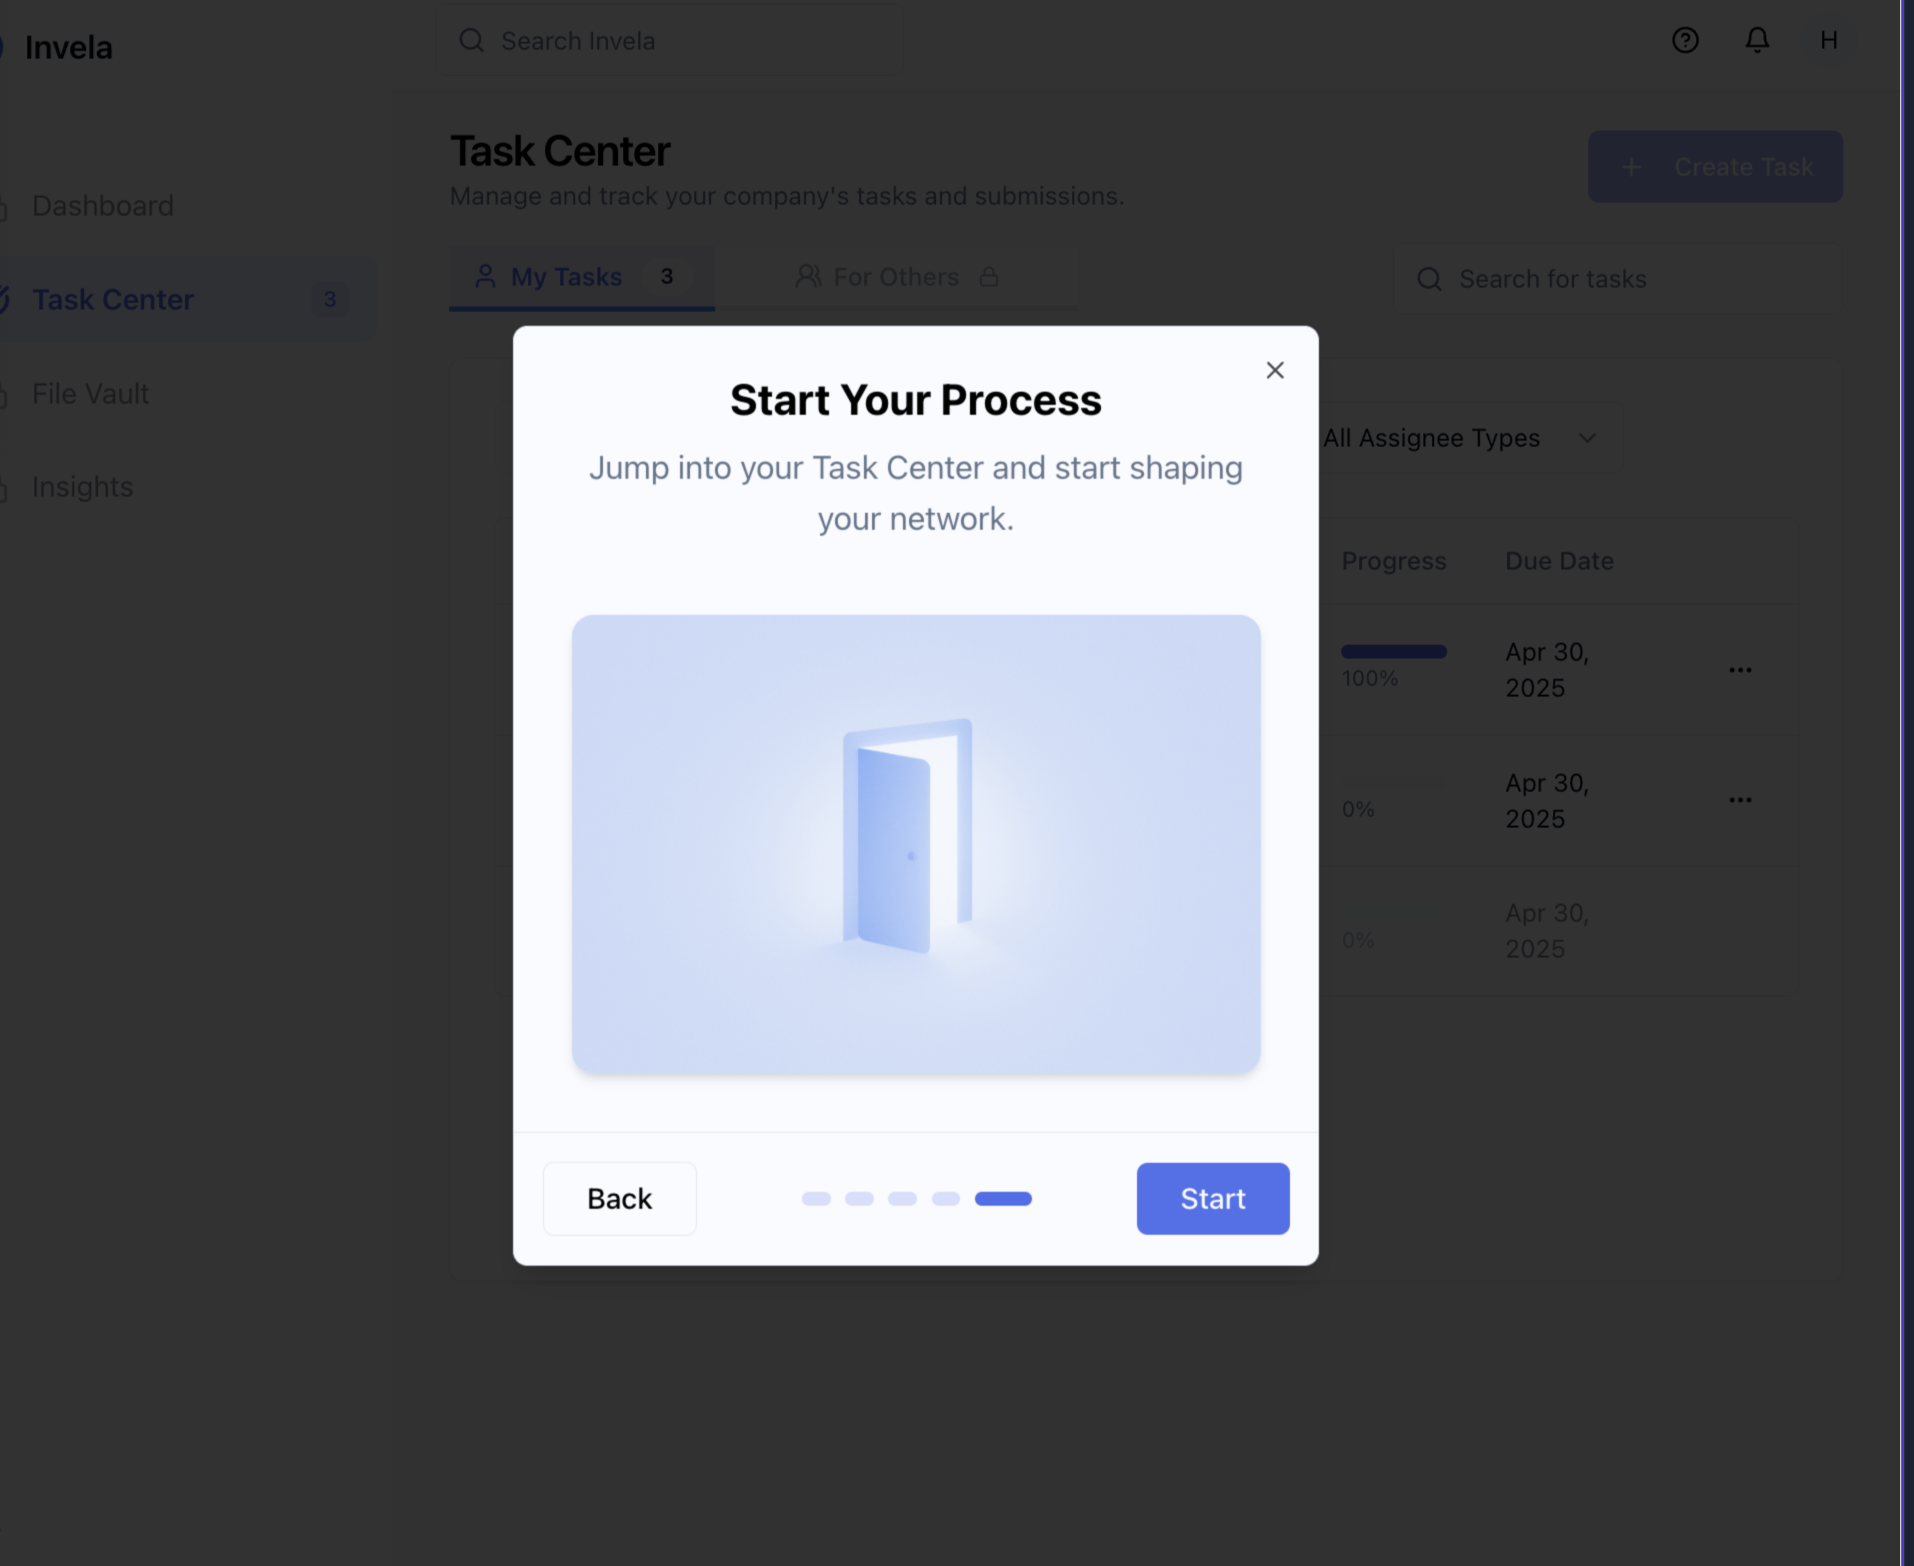 Invela
Search Invela
H
Task Center
Manage and track your company's tasks and submissions.
+ Create Task
Dashboard
Task Center 3
File Vault
Insights
My Tasks 3
For Others
Search for tasks
Start Your Process
Jump into your Task Center and start shaping
your network.
All Assignee Types
Progress Due Date
100%
Apr 30,
2025
0%
Apr 30,
2025
0%
Apr 30,
2025
Back
Start